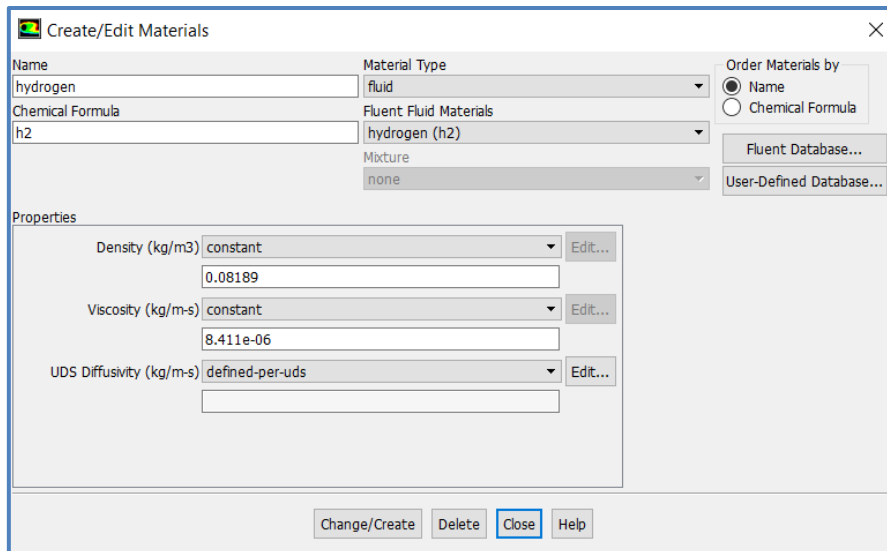 Create/Edit Materials
Name
Material Type
Order Materials by
hydrogen
fluid
Name
Chemical Formula
Chemical Formula
Fluent Fluid Materials
h2
hydrogen (h2)
Fluent Database...
Mixture
none
User-Defined Database...
Properties
Density (kg/m3) constant Edit...
0.08189
Viscosity (kg/m-s) constant Edit...
8.411e-06
UDS Diffusivity (kg/m-s) defined-per-uds Edit...
Change/Create Delete Close Help